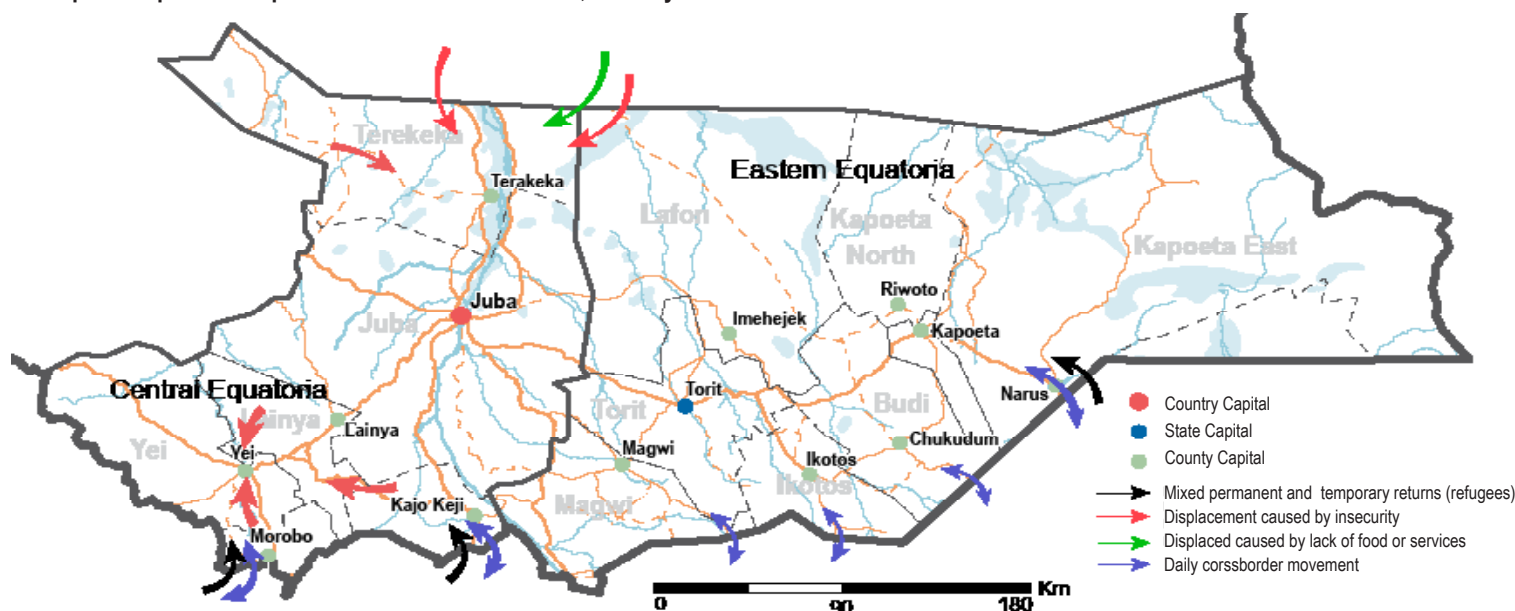 Terekeka
Terakeka
Eastern Equatoria
Lafon
Kapoeta
North
Kapoeta East
Riwoto
Juba
Juba
Imehejek
Kapoeta
Central Equatoria
Lainya
Lainya
Torit
Torit
Budi
Narus
Yei
Yei
Magwi
Chukudum
Ikotos
Ikotos
Kajo Keji
Magwi
Morobo
Country Capital
State Capital
County Capital
Mixed permanent and temporary returns (refugees)
Displacement caused by insecurity
Displaced caused by lack of food or services
Daily corssborder movement
Km
0 90 180